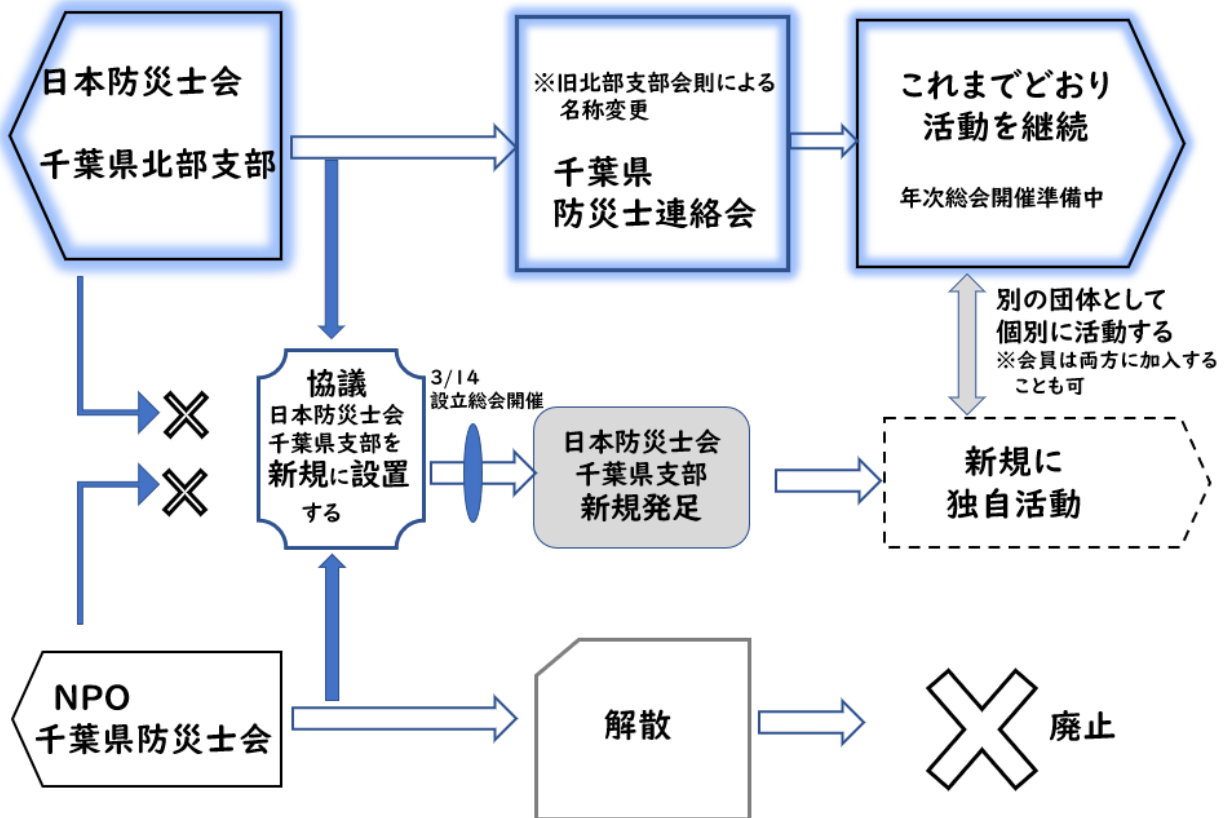 日本防災士会
千葉県北部支部
※旧北部支部会則による
名称変更
千葉県
防災士連絡会
これまでどおり
活動を継続
年次総会開催準備中
別の団体として
個別に活動する
※会員は両方に加入する
ことも可
協議
日本防災士会
千葉県支部を
新規に設置
する
3/14
設立総会開催
日本防災士会
千葉県支部
新規発足
新規に
独自活動
NPO
千葉県防災士会
解散
廃止